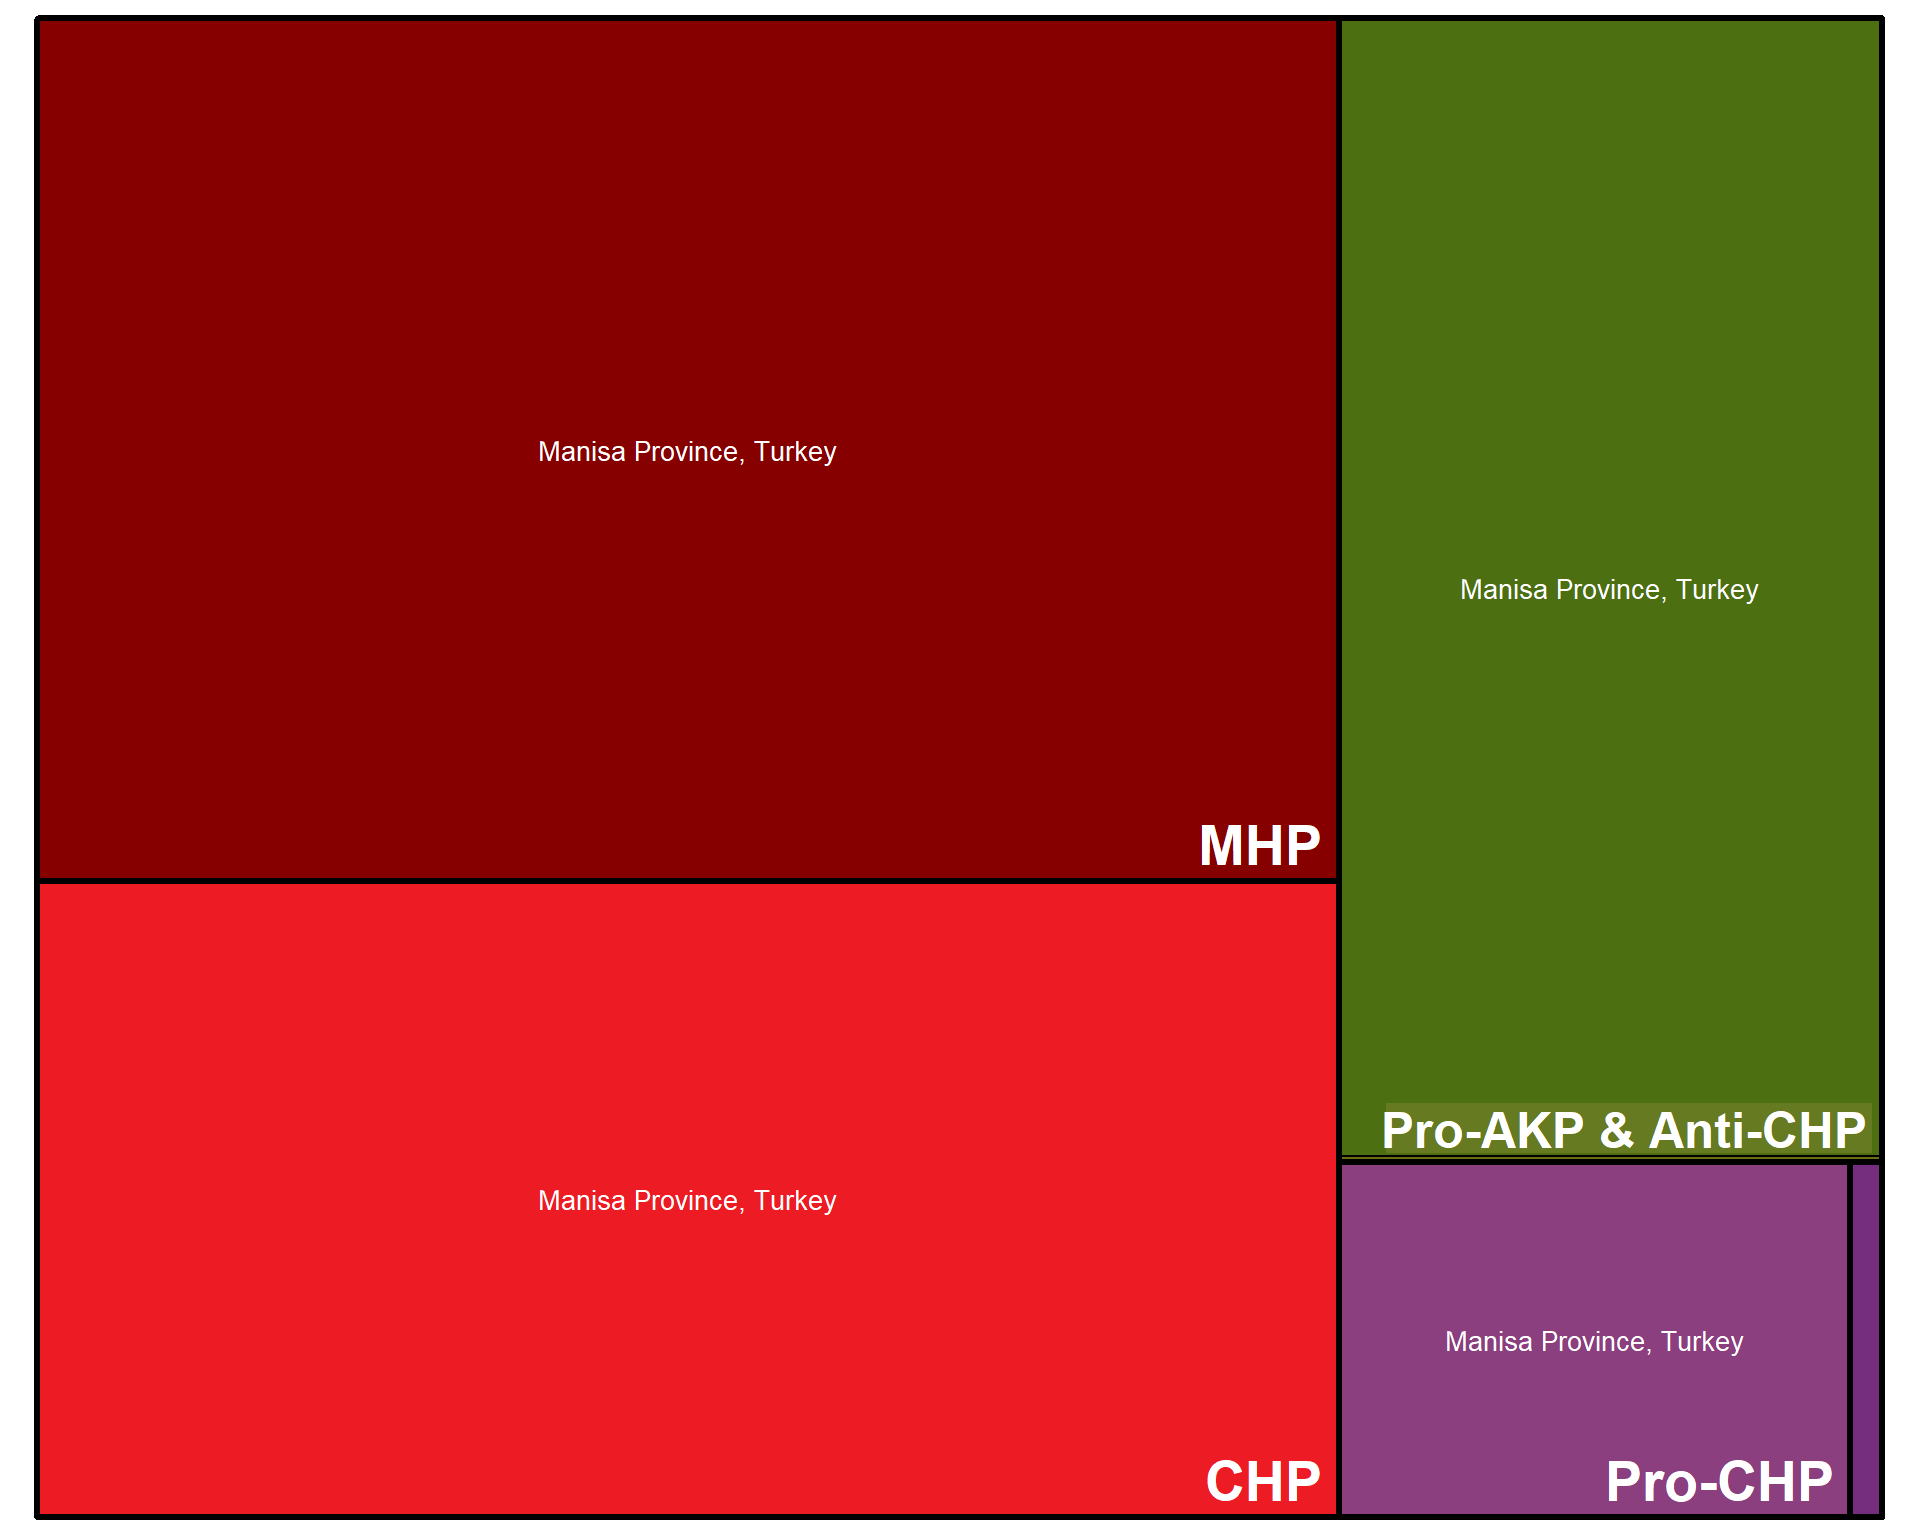 Manisa Province, Turkey
MHP
Manisa Province, Turkey
CHP
Manisa Province, Turkey
Pro-AKP & Anti-CHP
Manisa Province, Turkey
Pro-CHP